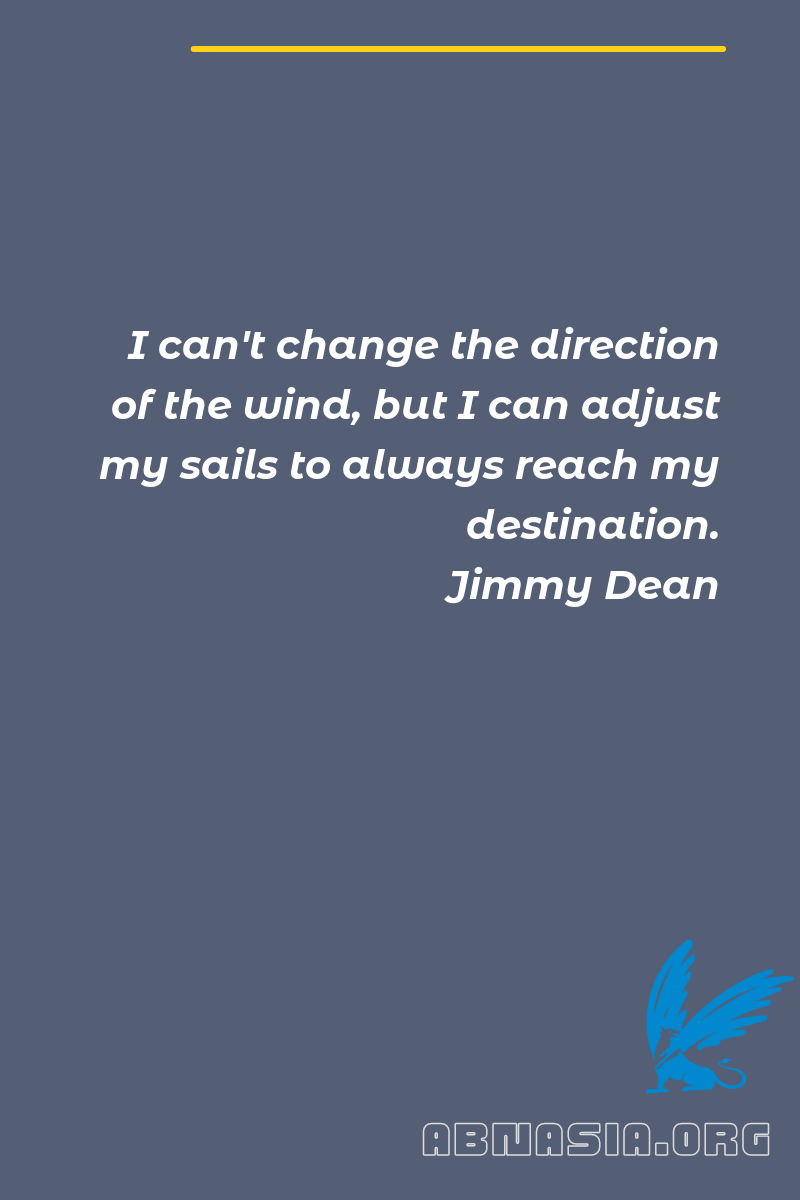 I can't change the direction
of the wind, but I can adjust
my sails to always reach my
destination.
Jimmy Dean
ABNASIA.ORG